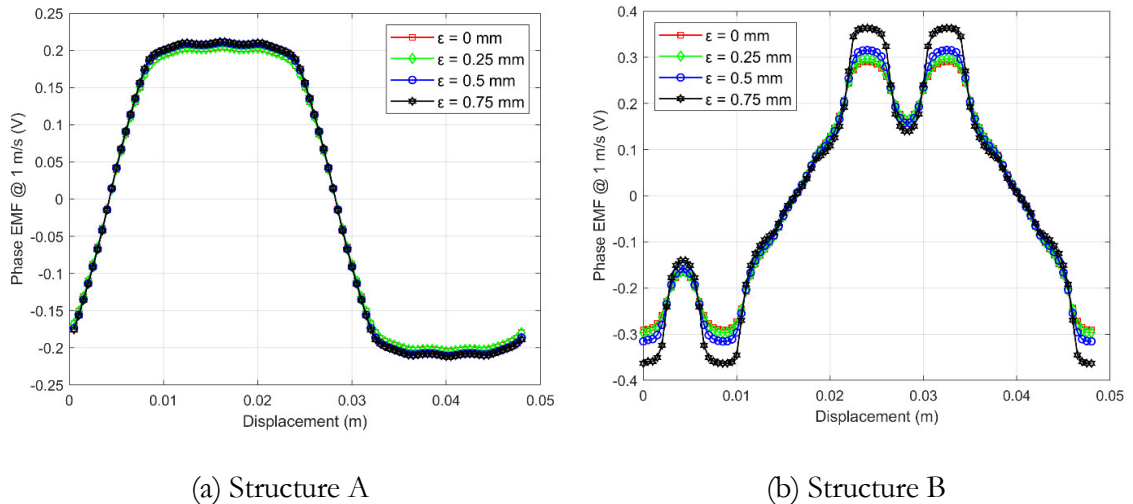 0.25
0.2
0.15
0.1
0.05
0
-0.05
-0.1
-0.15
-0.2
-0.25
Phase EMF @ 1 m/s (V)
ε = 0 mm
ε = 0.25 mm
ε = 0.5 mm
ε = 0.75 mm
0 0.01 0.02 0.03 0.04 0.05
Displacement (m)
(a) Structure A
0.4
0.3
0.2
0.1
0
-0.1
-0.2
-0.3
-0.4
Phase EMF @ 1 m/s (V)
ε = 0 mm
ε = 0.25 mm
ε = 0.5 mm
ε = 0.75 mm
0 0.01 0.02 0.03 0.04 0.05
Displacement (m)
(b) Structure B